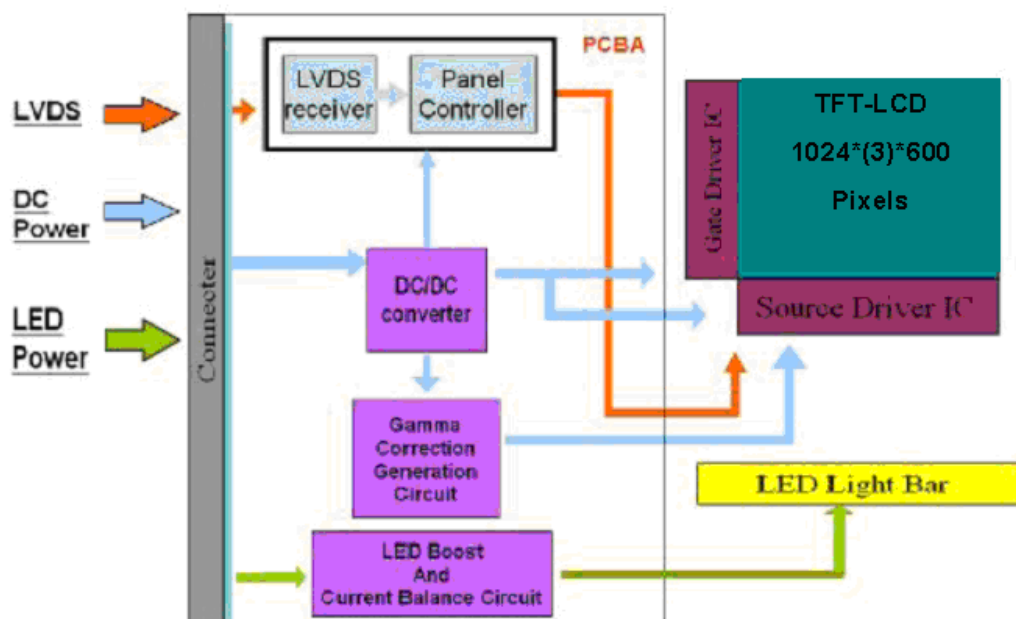 PCBA
LVDS
receiver
Panel
Controller
LVDS
DC
Power
LED
Power
Connecter
DC/DC
converter
Gamma
Correction
Generation
Circuit
LED Boost
And
Current Balance Circuit
Gate Driver IC
TFT-LCD
1024*(3)*600
Pixels
Source Driver IC
LED Light Bar